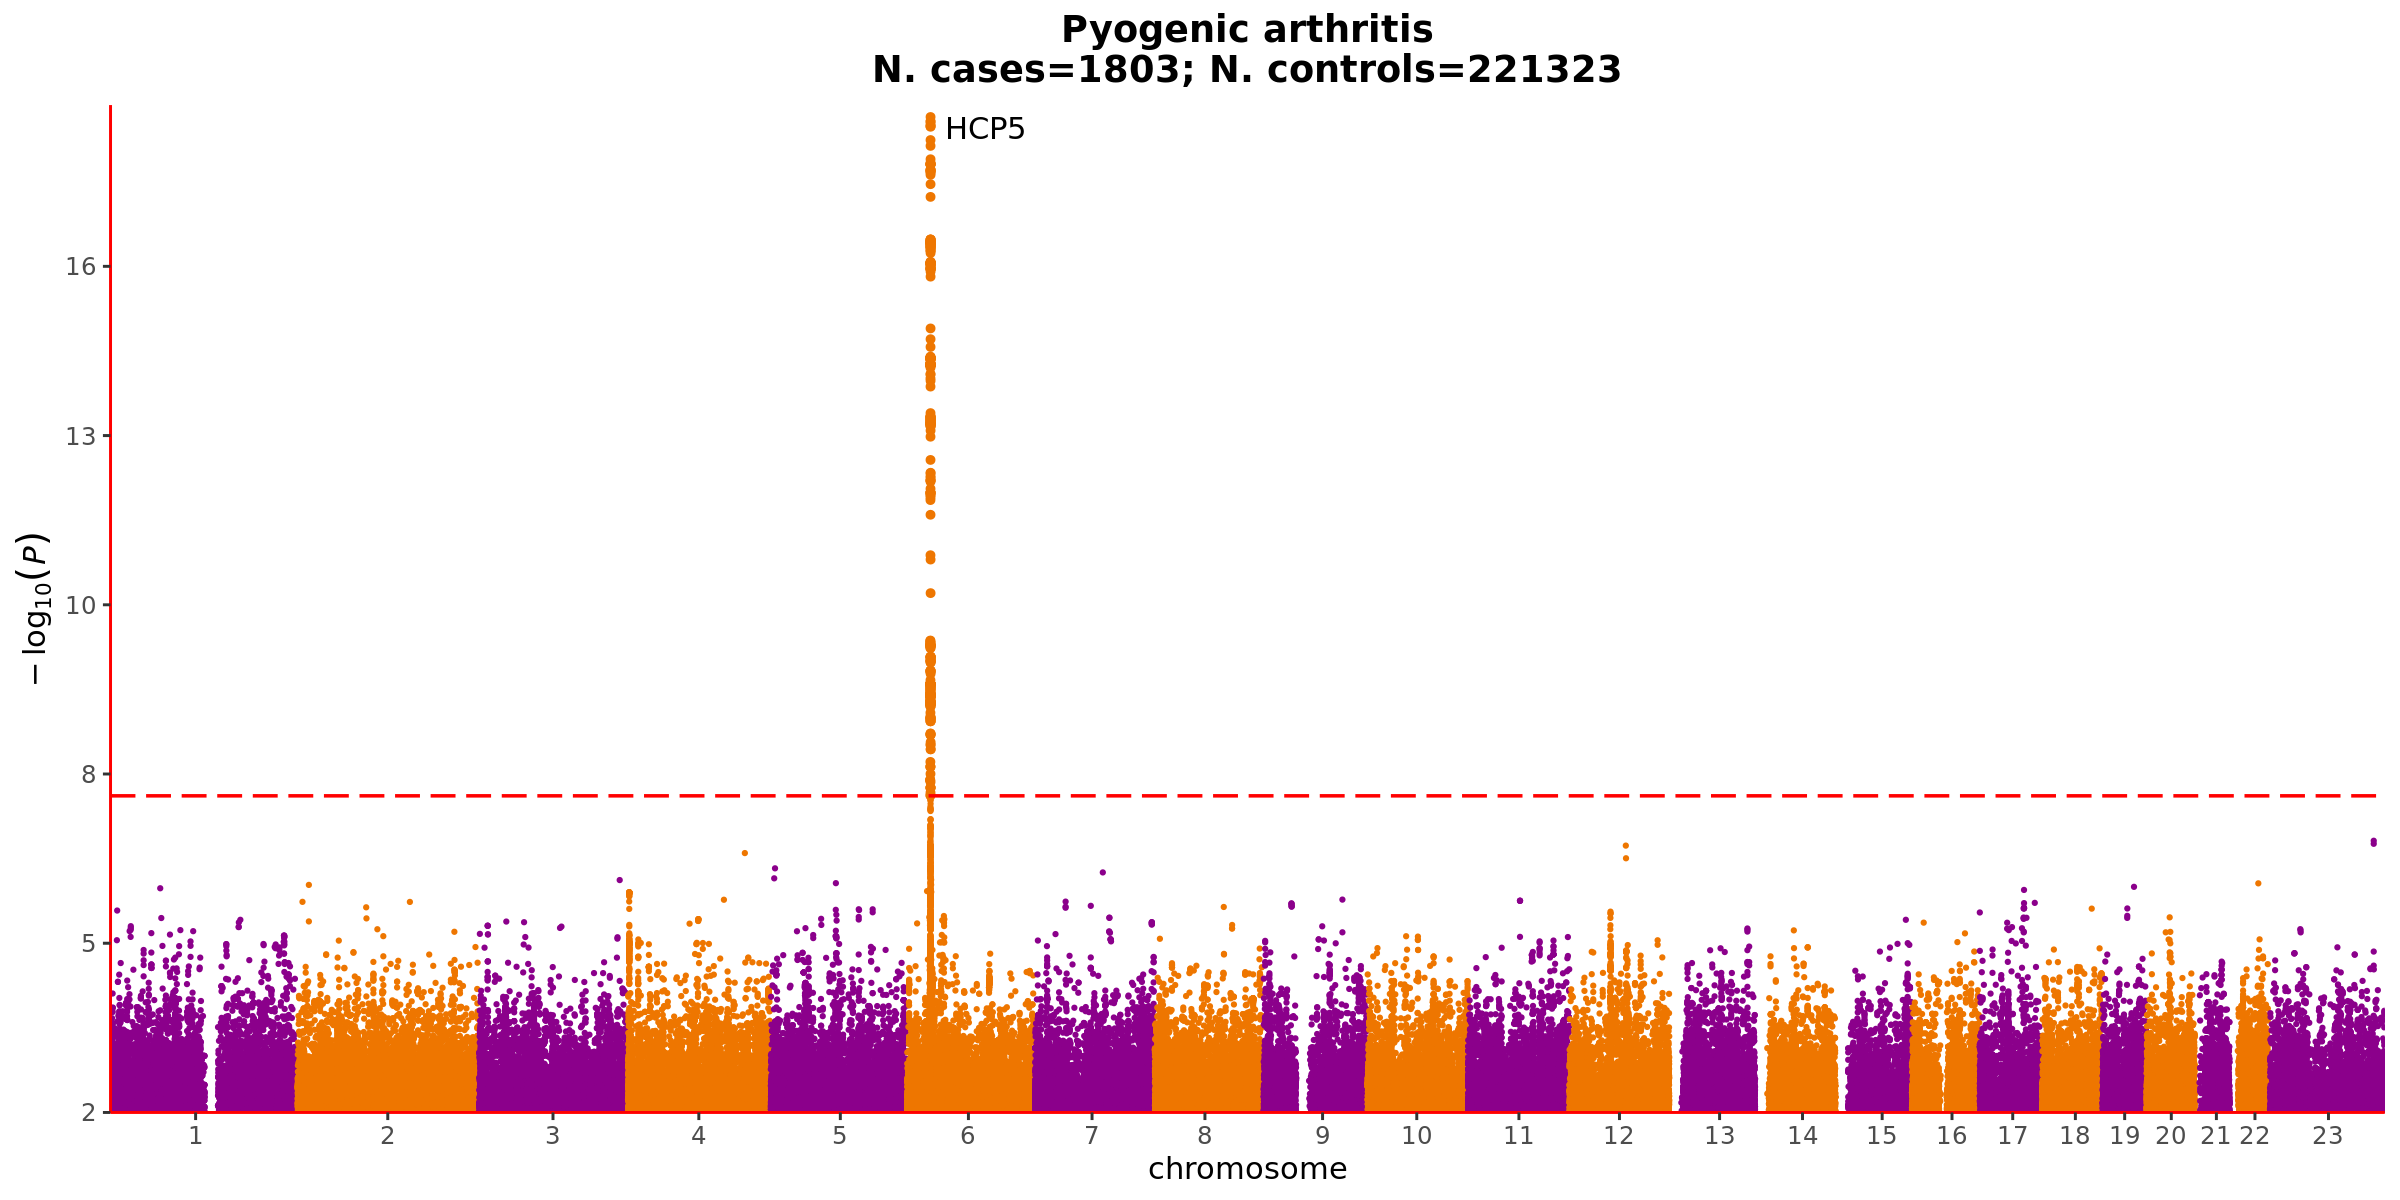 Pyogenic arthritis
N. cases=1803; N. controls=221323
HCP5
16
13
10
8
5
2
−log10(P)
1 2 3 4 5 6 7 8 9 10 11 12 13 14 15 16 17 18 19 20 21 22 23
chromosome